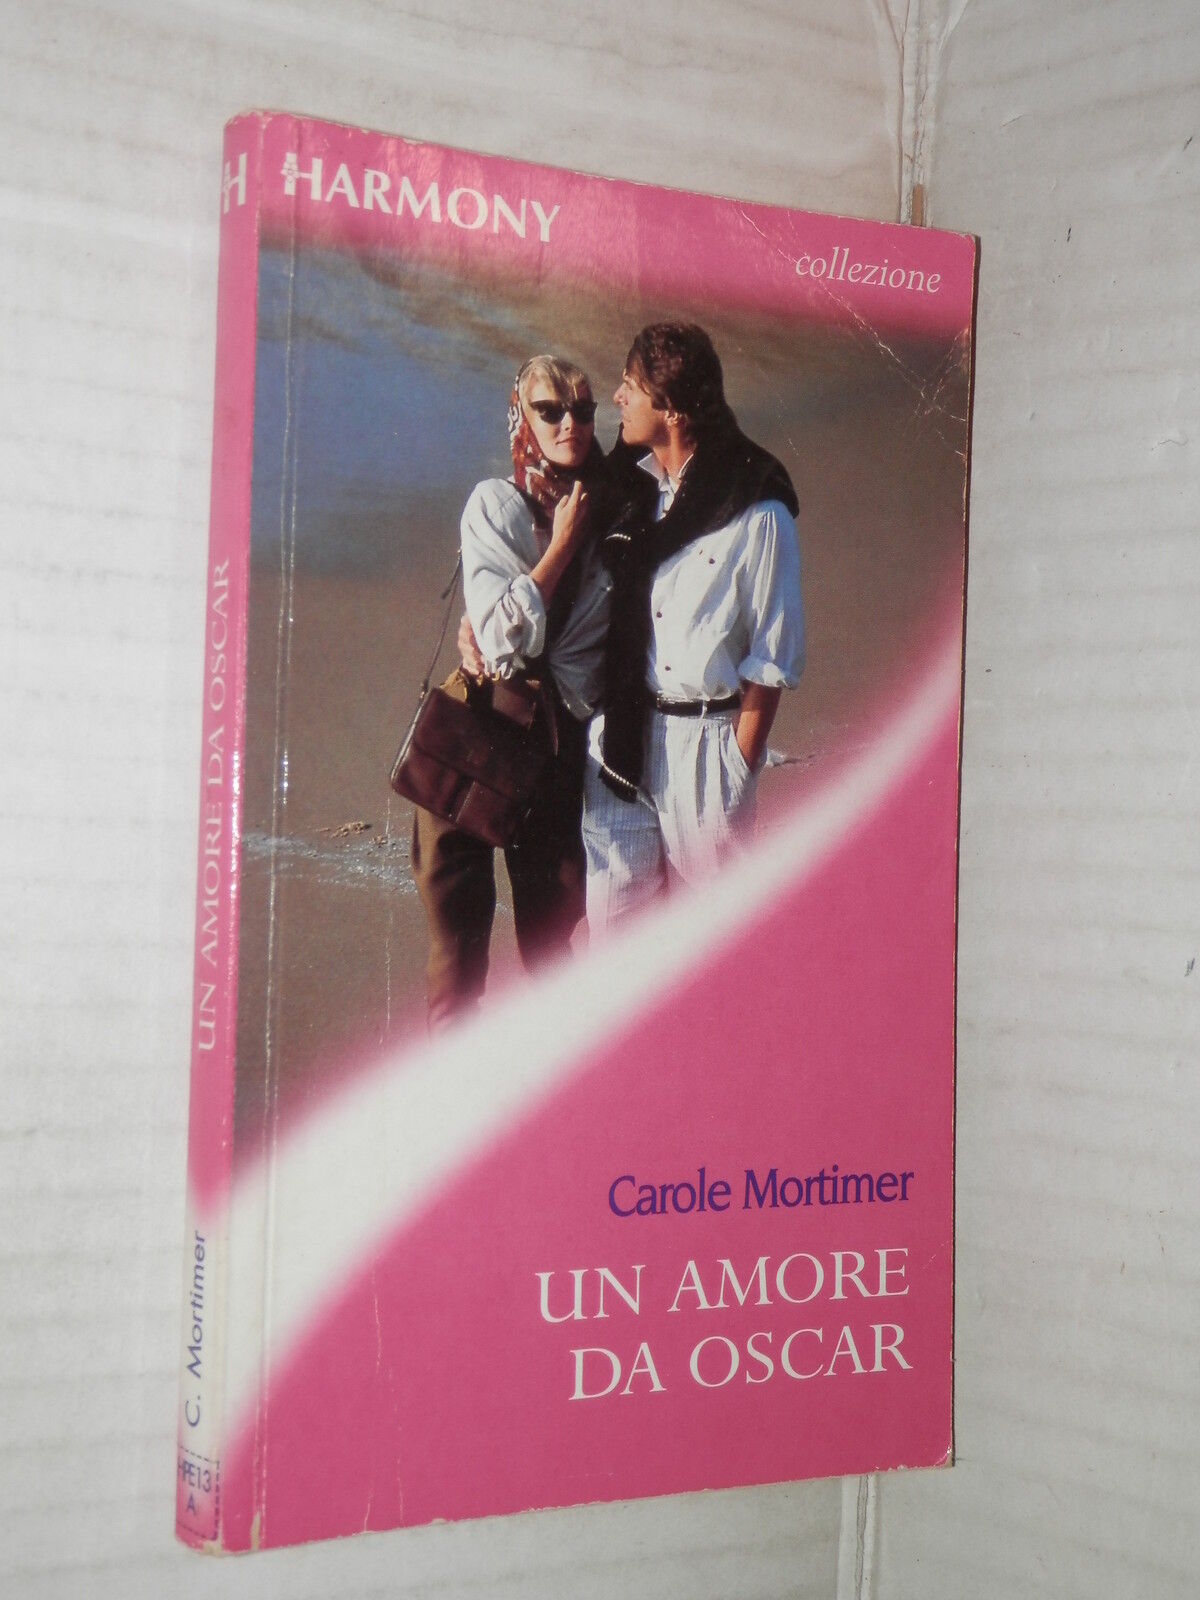 HARMONY
collezione
Carole Mortimer
UN AMORE
DA OSCAR
H
UN AMORE DA OSCAR
C. Mortimer
HPE13
A